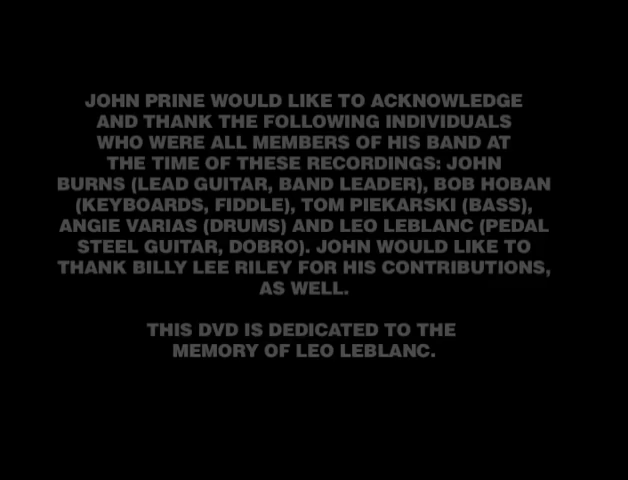 JOHN PRINE WOULD LIKE TO ACKNOWLEDGE
AND THANK THE FOLLOWING INDIVIDUALS
WHO WERE ALL MEMBERS OF HIS BAND AT
THE TIME OF THESE RECORDINGS: JOHN
BURNS (LEAD GUITAR, BAND LEADER), BOB HOBAN
(KEYBOARDS, FIDDLE), TOM PIEKARSKI (BASS),
ANGIE VARIAS (DRUMS) AND LEO LEBLANC (PEDAL
STEEL GUITAR, DOBRO). JOHN WOULD LIKE TO
THANK BILLY LEE RILEY FOR HIS CONTRIBUTIONS,
AS WELL.
THIS DVD IS DEDICATED TO THE
MEMORY OF LEO LEBLANC.